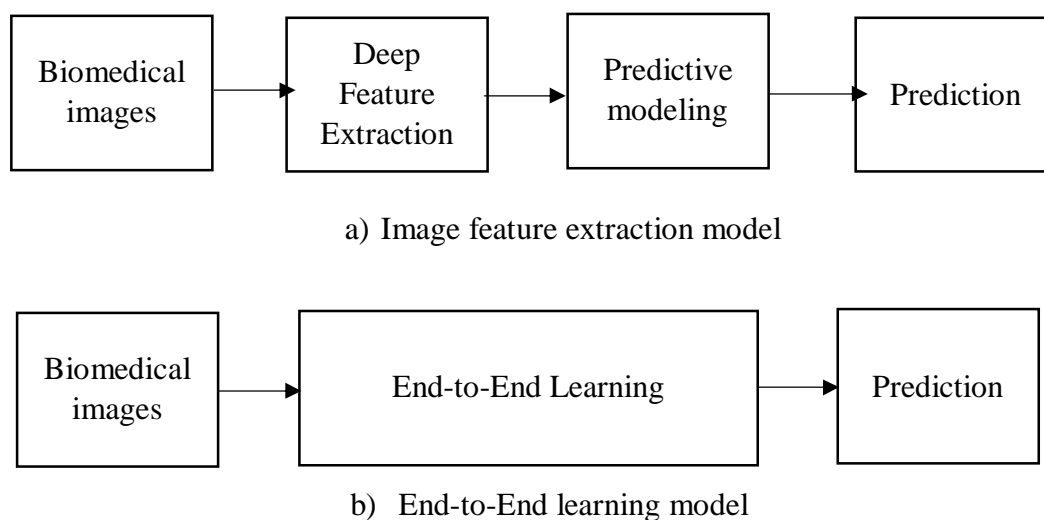 Biomedical
images
Deep
Feature
Extraction
Predictive
modeling
Prediction
a) Image feature extraction model
Biomedical
images
End-to-End Learning
Prediction
b) End-to-End learning model